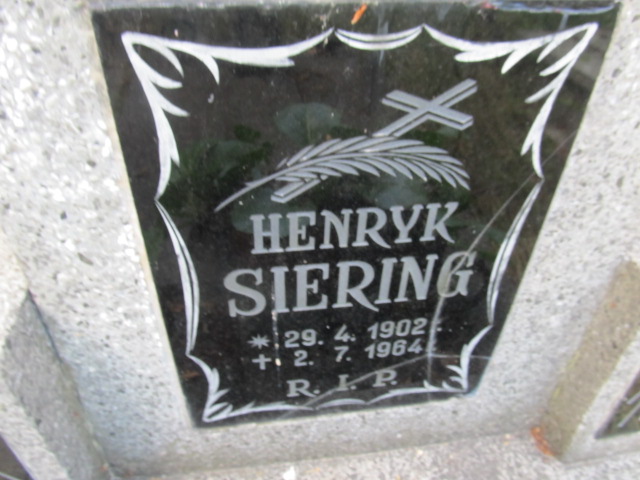 HENRYK
SIERING
* 29. 4. 1902 r.
+ 2. 7. 1964 r.
R. I. P.